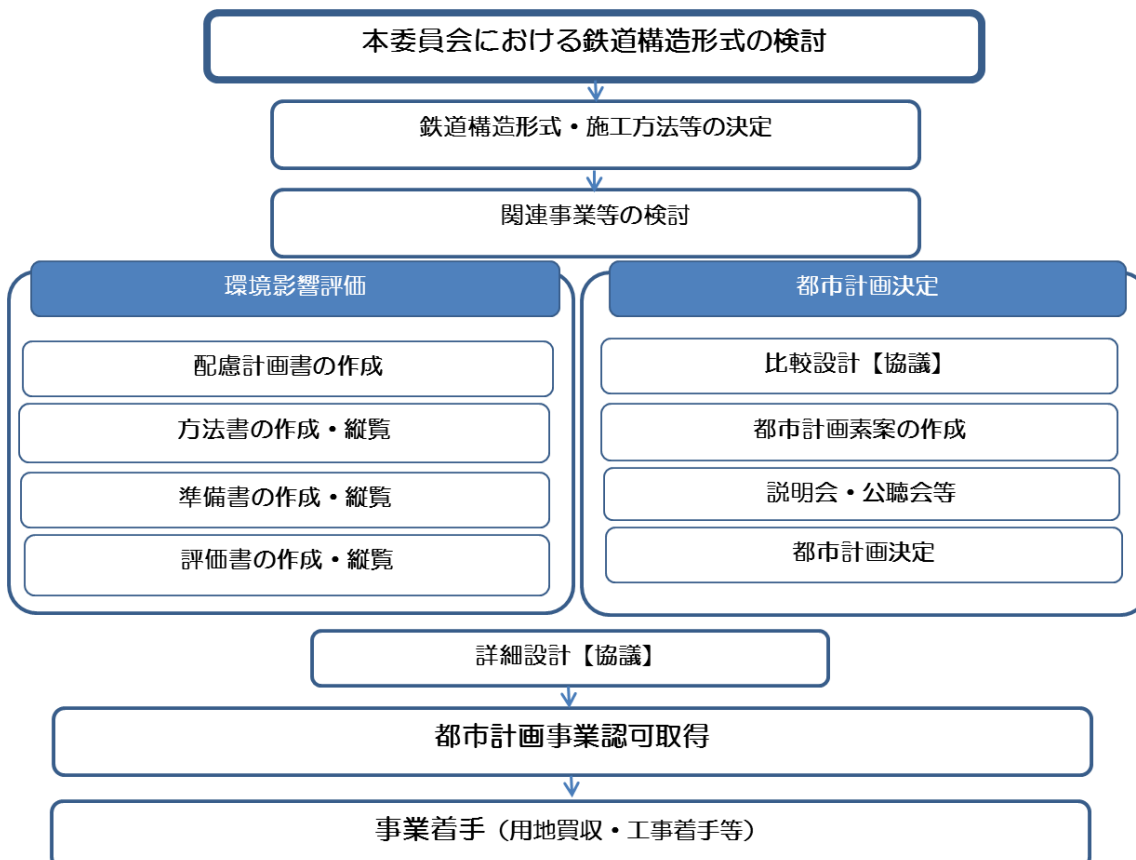 本委員会における鉄道構造形式の検討
鉄道構造形式・施工方法等の決定
関連事業等の検討
環境影響評価
配慮計画書の作成
方法書の作成・縦覧
準備書の作成・縦覧
評価書の作成・縦覧
都市計画決定
比較設計【協議】
都市計画素案の作成
説明会・公聴会等
都市計画決定
詳細設計【協議】
都市計画事業認可取得
事業着手（用地買収・工事着手等）